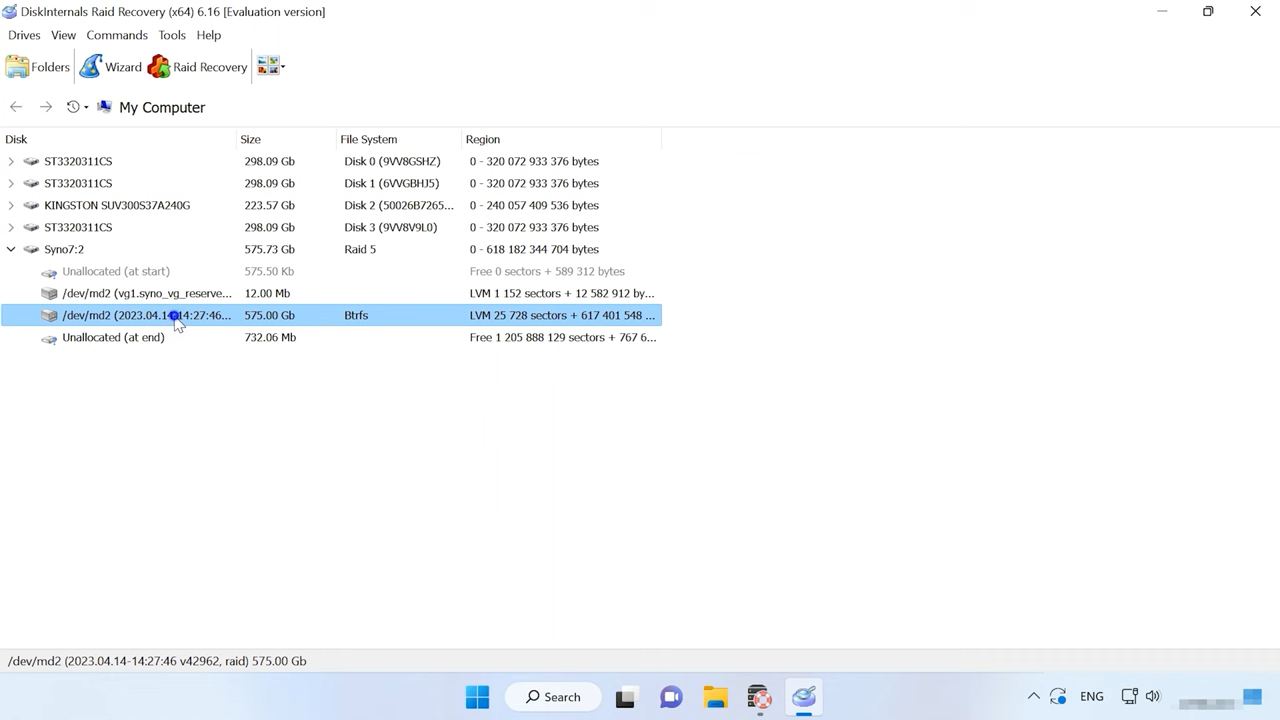 DiskInternals Raid Recovery (x64) 6.16 [Evaluation version]
Drives View Commands Tools Help
Folders Wizard Raid Recovery
My Computer
Disk Size File System Region
ST3320311CS 298.09 Gb Disk 0 (9VV8GSHZ) 0 - 320 072 933 376 bytes
ST3320311CS 298.09 Gb Disk 1 (6VVGBHJ5) 0 - 320 072 933 376 bytes
KINGSTON SUV300S37A240G 223.57 Gb Disk 2 (50026B7265... 0 - 240 057 409 536 bytes
ST3320311CS 298.09 Gb Disk 3 (9VV8V9L0) 0 - 320 072 933 376 bytes
Syno7:2 575.73 Gb Raid 5 0 - 618 182 344 704 bytes
Unallocated (at start) 575.50 Kb Free 0 sectors + 589 312 bytes
/dev/md2 (vg1.syno_vg_reserve... 12.00 Mb LVM 1 152 sectors + 12 582 912 by...
/dev/md2 (2023.04.14-14:27:46... 575.00 Gb Btrfs LVM 25 728 sectors + 617 401 548 ...
Unallocated (at end) 732.06 Mb Free 1 205 888 129 sectors + 767 6...
/dev/md2 (2023.04.14-14:27:46 v42962, raid) 575.00 Gb
Search ENG